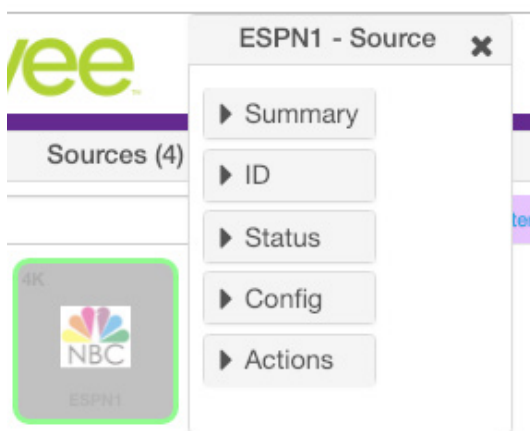 vee
ESPN1 - Source
Summary
Sources (4)
ID
Status
4K
Config
NBC
Actions
ESPN1